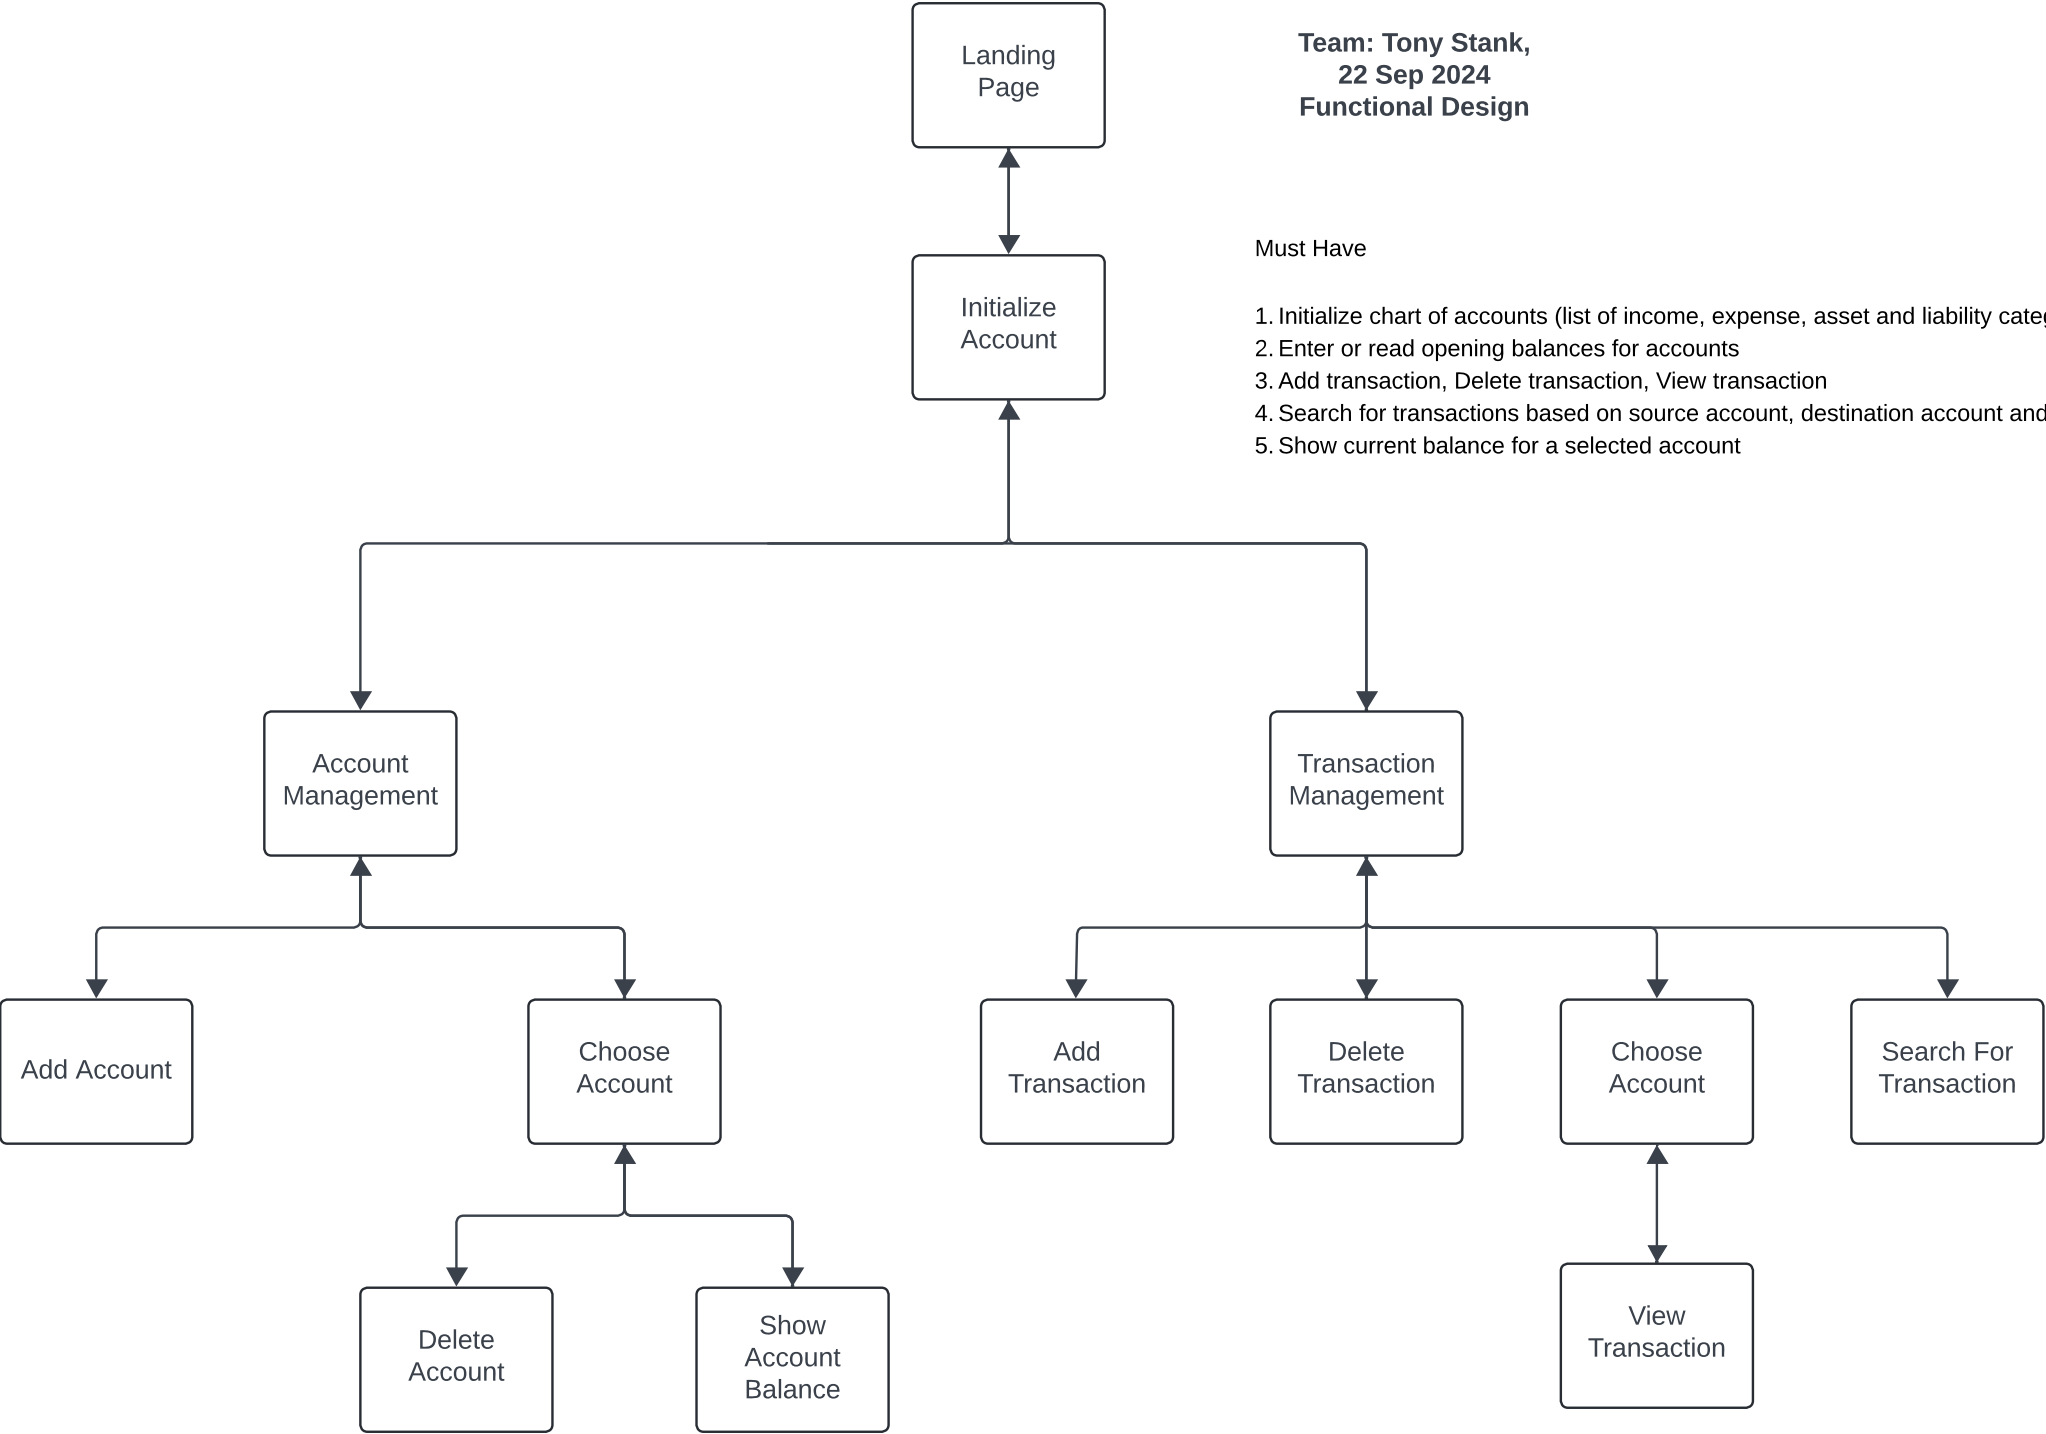 Landing
Page
Team: Tony Stank,
22 Sep 2024
Functional Design
Initialize
Account
Must Have
1. Initialize chart of accounts (list of income, expense, asset and liability
2. Enter or read opening balances for accounts
3. Add transaction, Delete transaction, View transaction
4. Search for transactions based on source account, destination account and
5. Show current balance for a selected account
Account
Management
Transaction
Management
Add Account
Choose
Account
Add
Transaction
Delete
Transaction
Choose
Account
Search For
Transaction
Delete
Account
Show
Account
Balance
View
Transaction